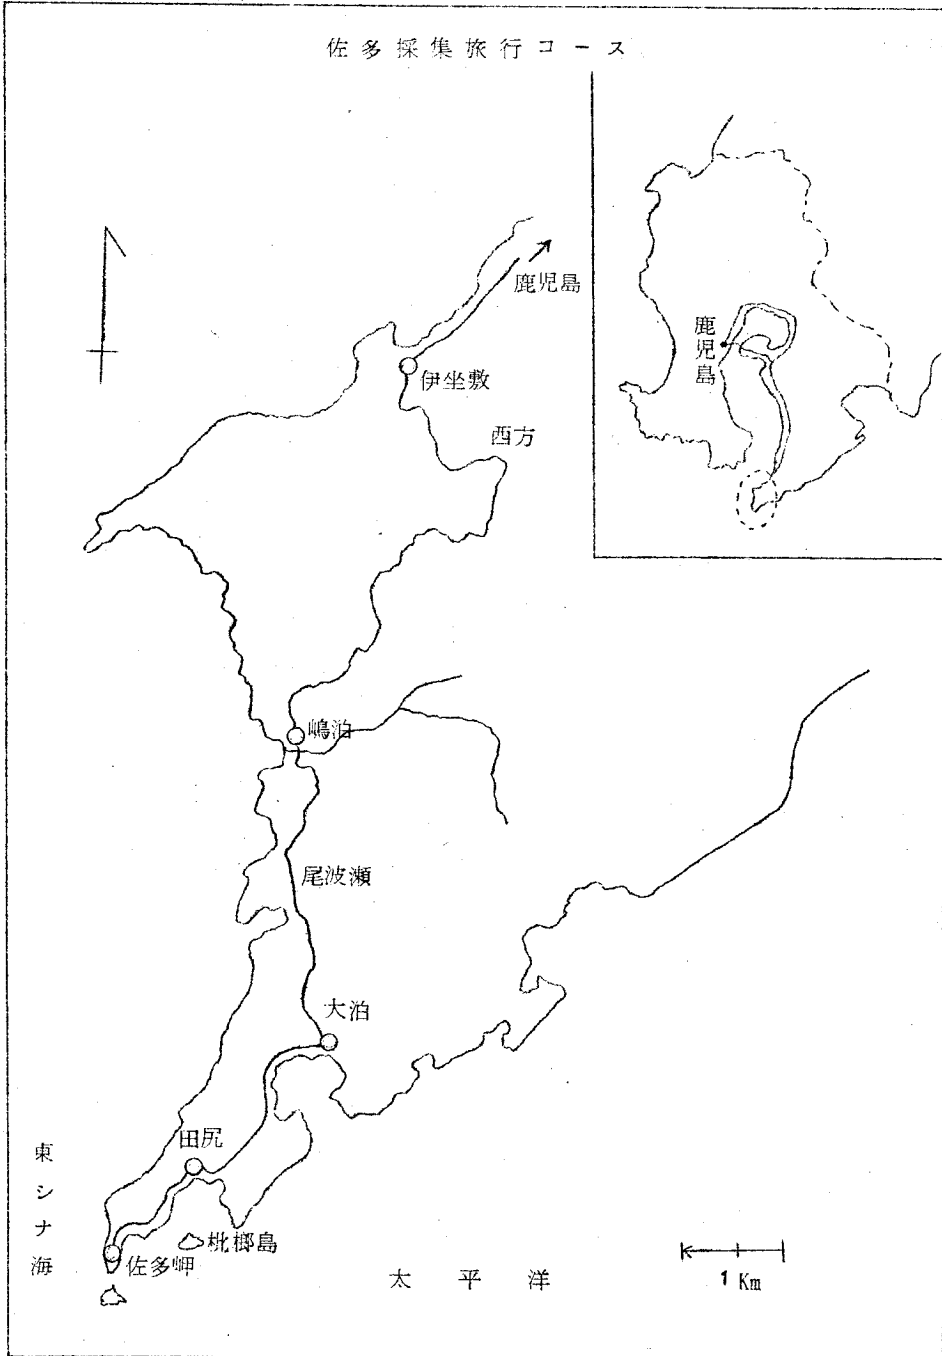 佐多採集旅行コース
鹿児島
鹿児島
伊坐敷
西方
嶋泊
尾波瀬
大泊
田尻
枇榔島
佐多岬
東シナ海
太平洋
1 Km